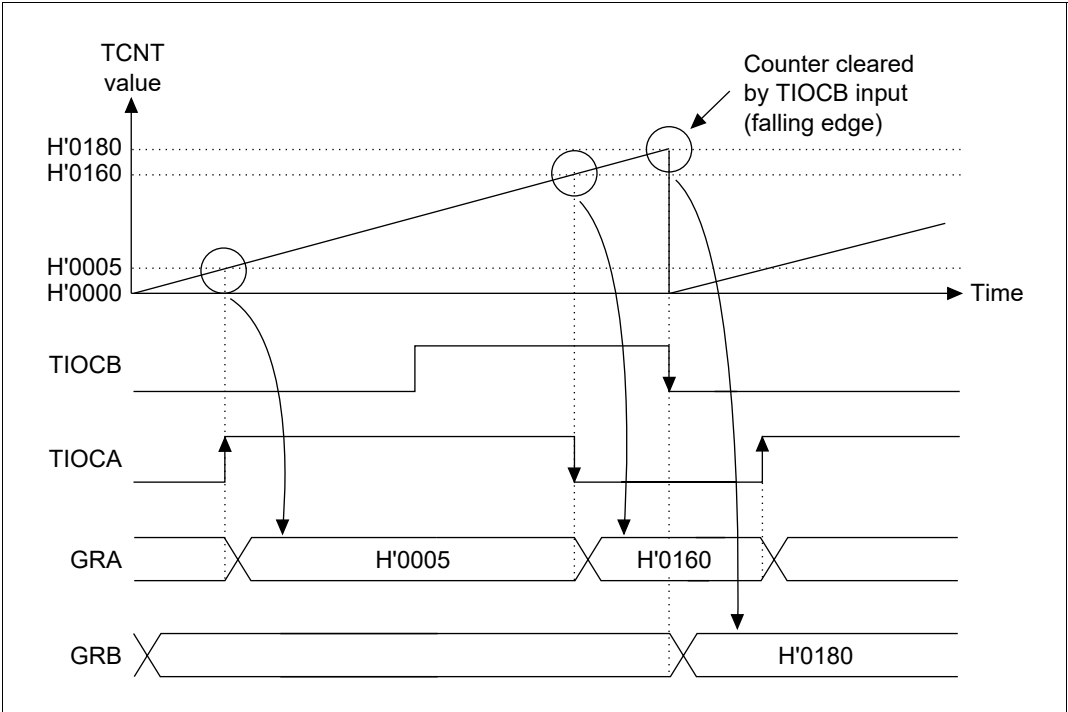 TCNT
value
Counter cleared
by TIOCB input
(falling edge)
H'0180
H'0160
H'0005
H'0000
Time
TIOCB
TIOCA
GRA
H'0005
H'0160
GRB
H'0180